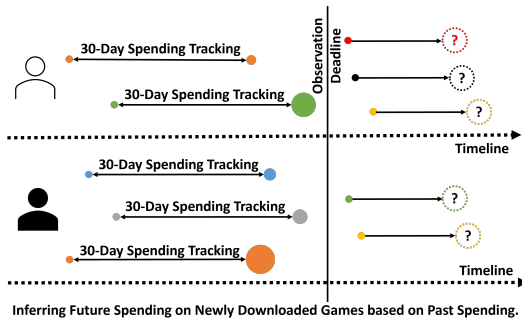 30-Day Spending Tracking
30-Day Spending Tracking
Observation
Deadline
?
?
?
Timeline
30-Day Spending Tracking
30-Day Spending Tracking
30-Day Spending Tracking
?
?
Timeline
Inferring Future Spending on Newly Downloaded Games based on Past Spending.